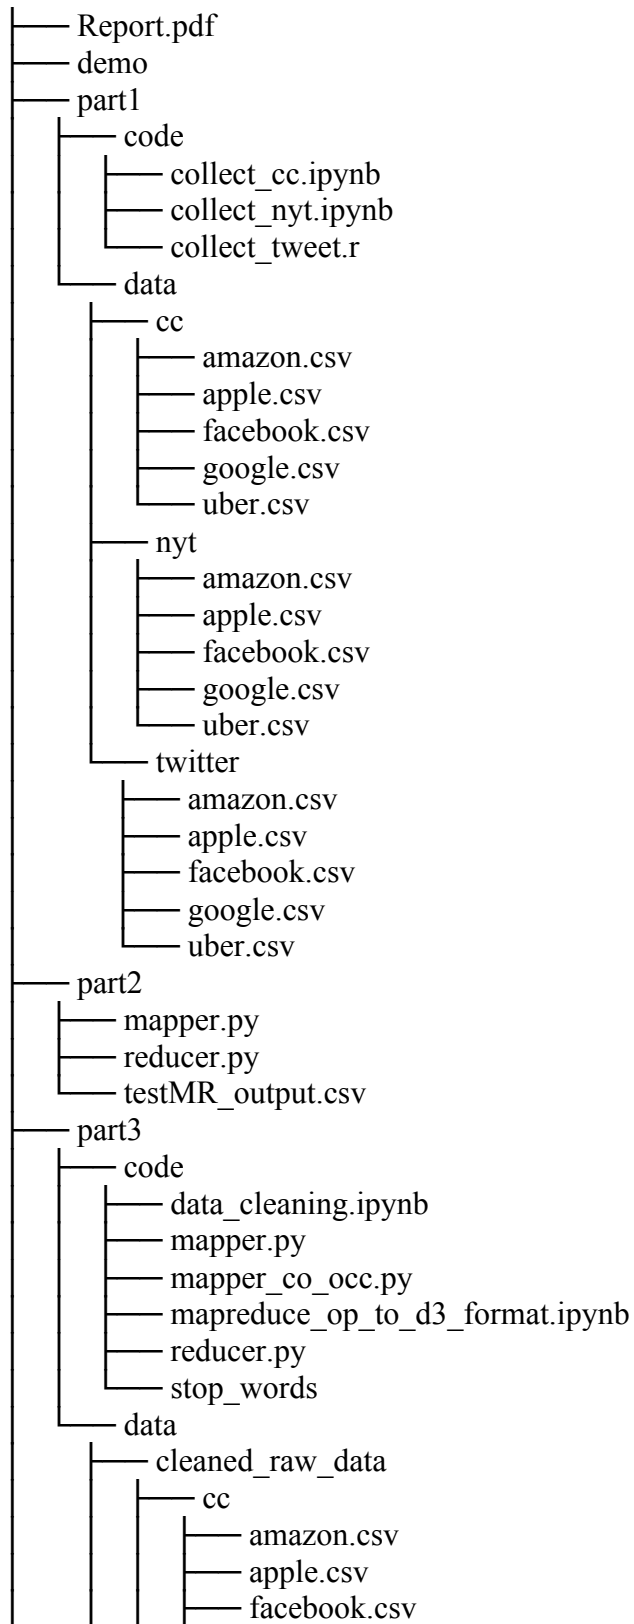 Report.pdf
demo
part1
code
collect_cc.ipynb
collect_nyt.ipynb
collect_tweet.r
data
cc
amazon.csv
apple.csv
facebook.csv
google.csv
uber.csv
nyt
amazon.csv
apple.csv
facebook.csv
google.csv
uber.csv
twitter
amazon.csv
apple.csv
facebook.csv
google.csv
uber.csv
part2
mapper.py
reducer.py
testMR_output.csv
part3
code
data_cleaning.ipynb
mapper.py
mapper_co_occ.py
mapreduce_op_to_d3_format.ipynb
reducer.py
stop_words
data
cleaned_raw_data
cc
amazon.csv
apple.csv
facebook.csv